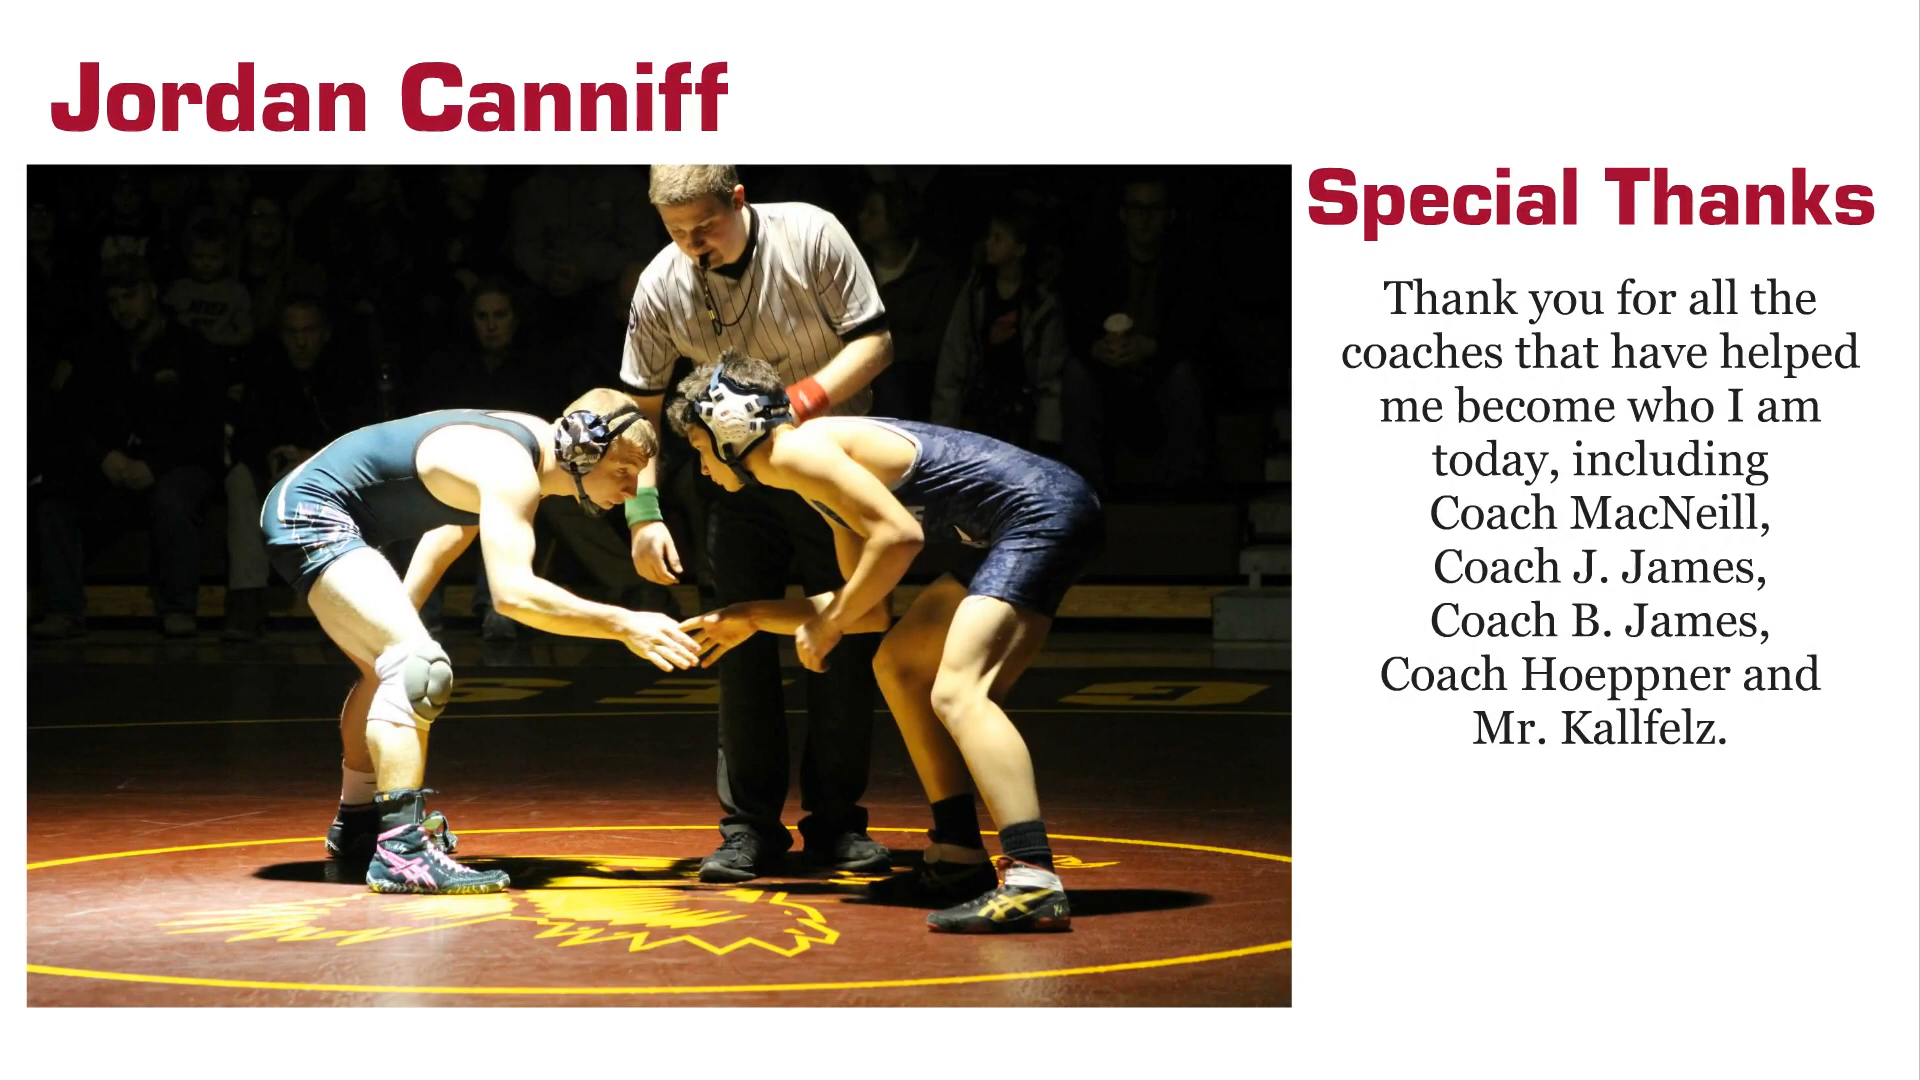 Jordan Canniff
Special Thanks
Thank you for all the
coaches that have helped
me become who I am
today, including
Coach MacNeill,
Coach J. James,
Coach B. James,
Coach Hoeppner and
Mr. Kallfelz.